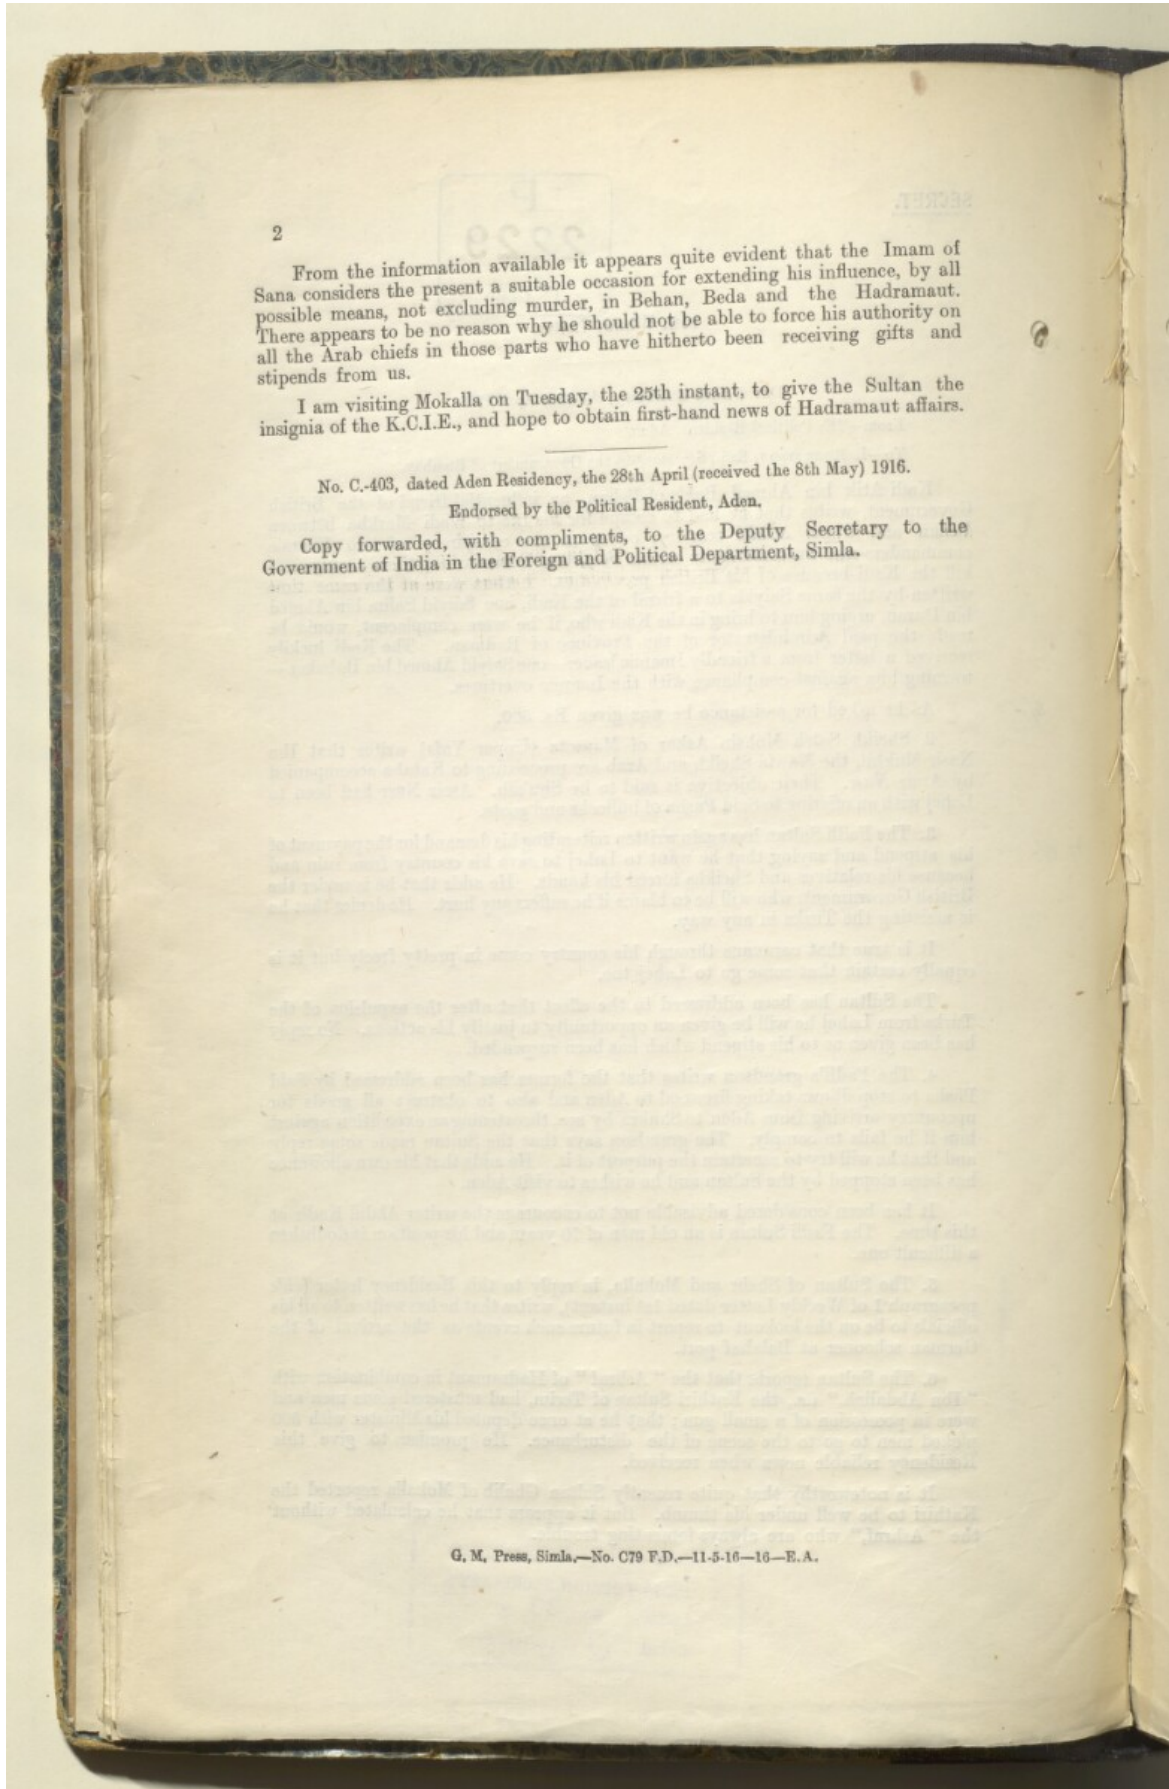 2
From the information available it appears quite evident that the Imam of
Sana considers the present a suitable occasion for extending his influence, by all
possible means, not excluding murder, in Behan, Beda and the Hadramaut.
There appears to be no reason why he should not be able to force his authority on
all the Arab chiefs in those parts who have hitherto been receiving gifts and
stipends from us.
I am visiting Mokalla on Tuesday, the 25th instant, to give the Sultan the
insignia of the K.C.I.E., and hope to obtain first-hand news of Hadramaut affairs.
No. C.-403, dated Aden Residency, the 28th April (received the 8th May) 1916.
Endorsed by the Political Resident, Aden.
Copy forwarded, with compliments, to the Deputy Secretary to the
Government of India in the Foreign and Political Department, Simla.
G. M. Press, Simla.—No. C79 F.D.—11-5-16—16—E.A.